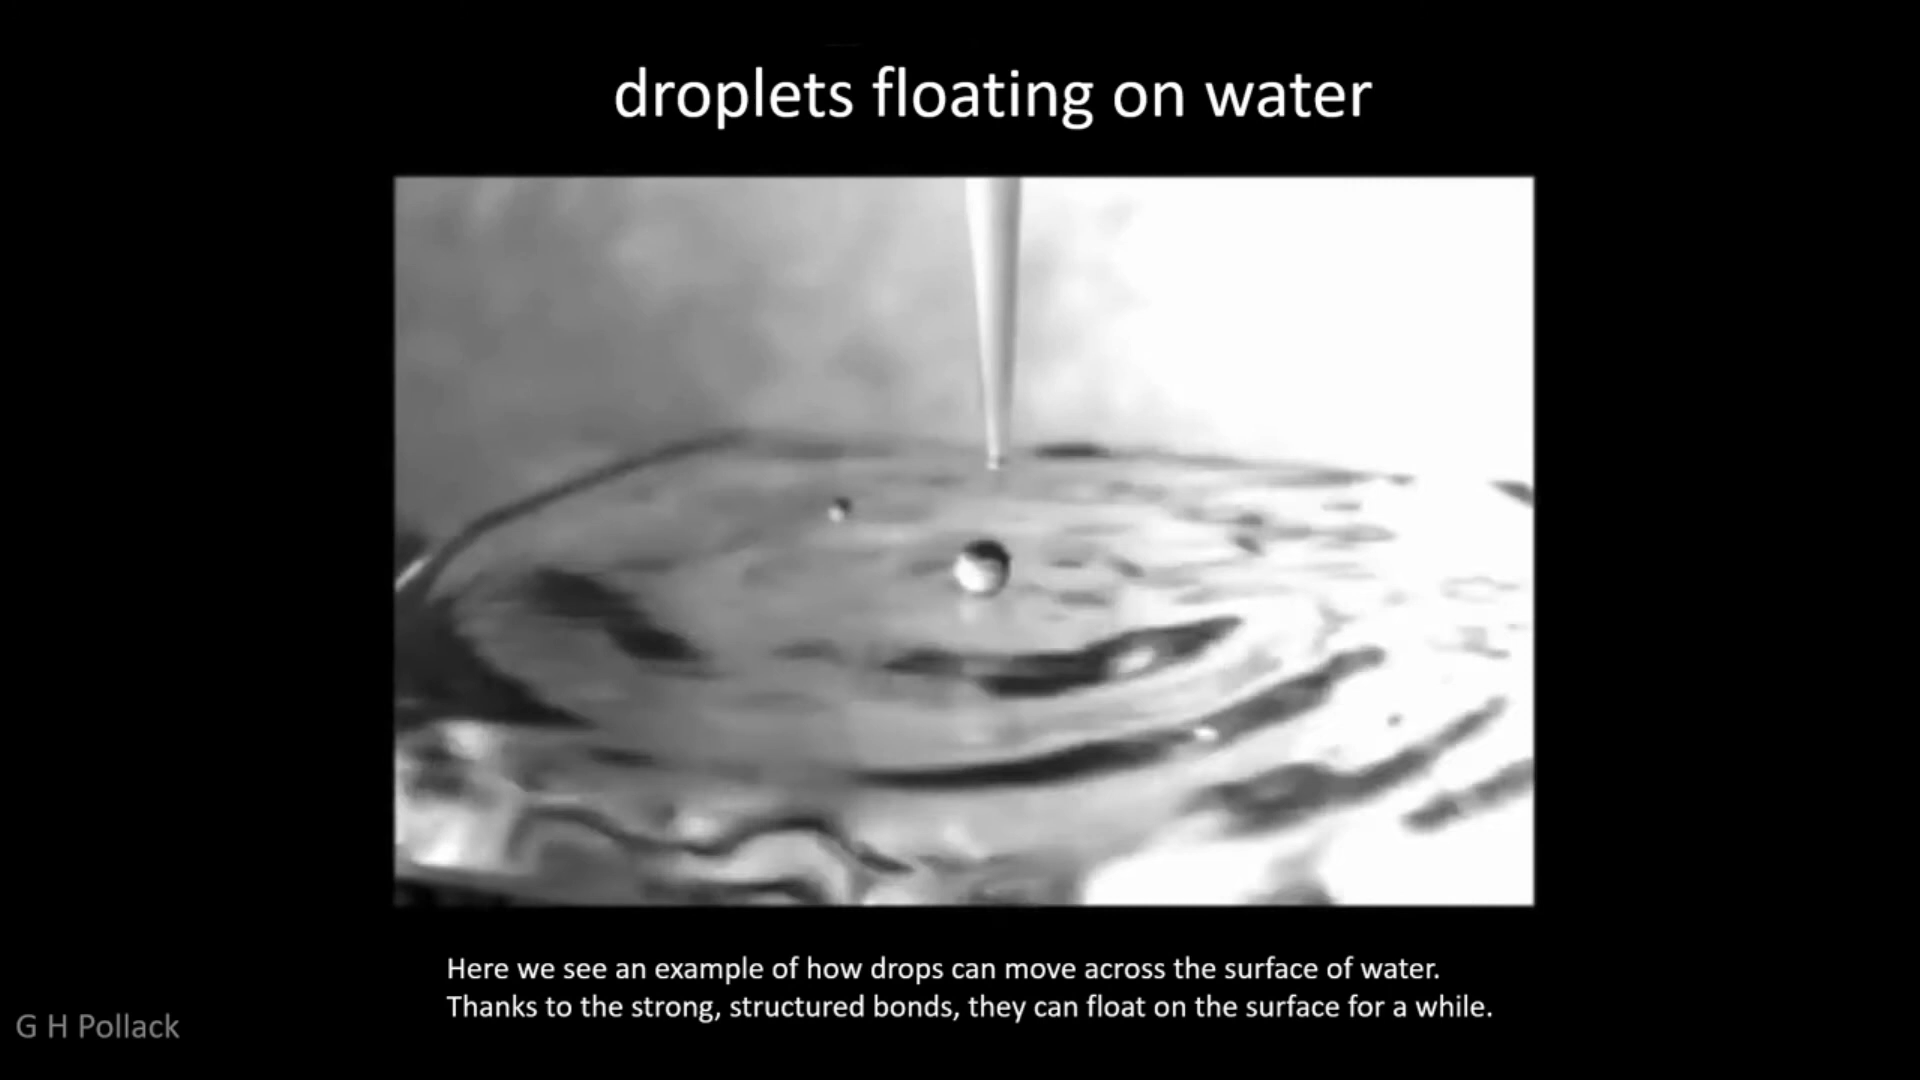 droplets floating on water
Here we see an example of how drops can move across the surface of water.
Thanks to the strong, structured bonds, they can float on the surface for a while.
G H Pollack